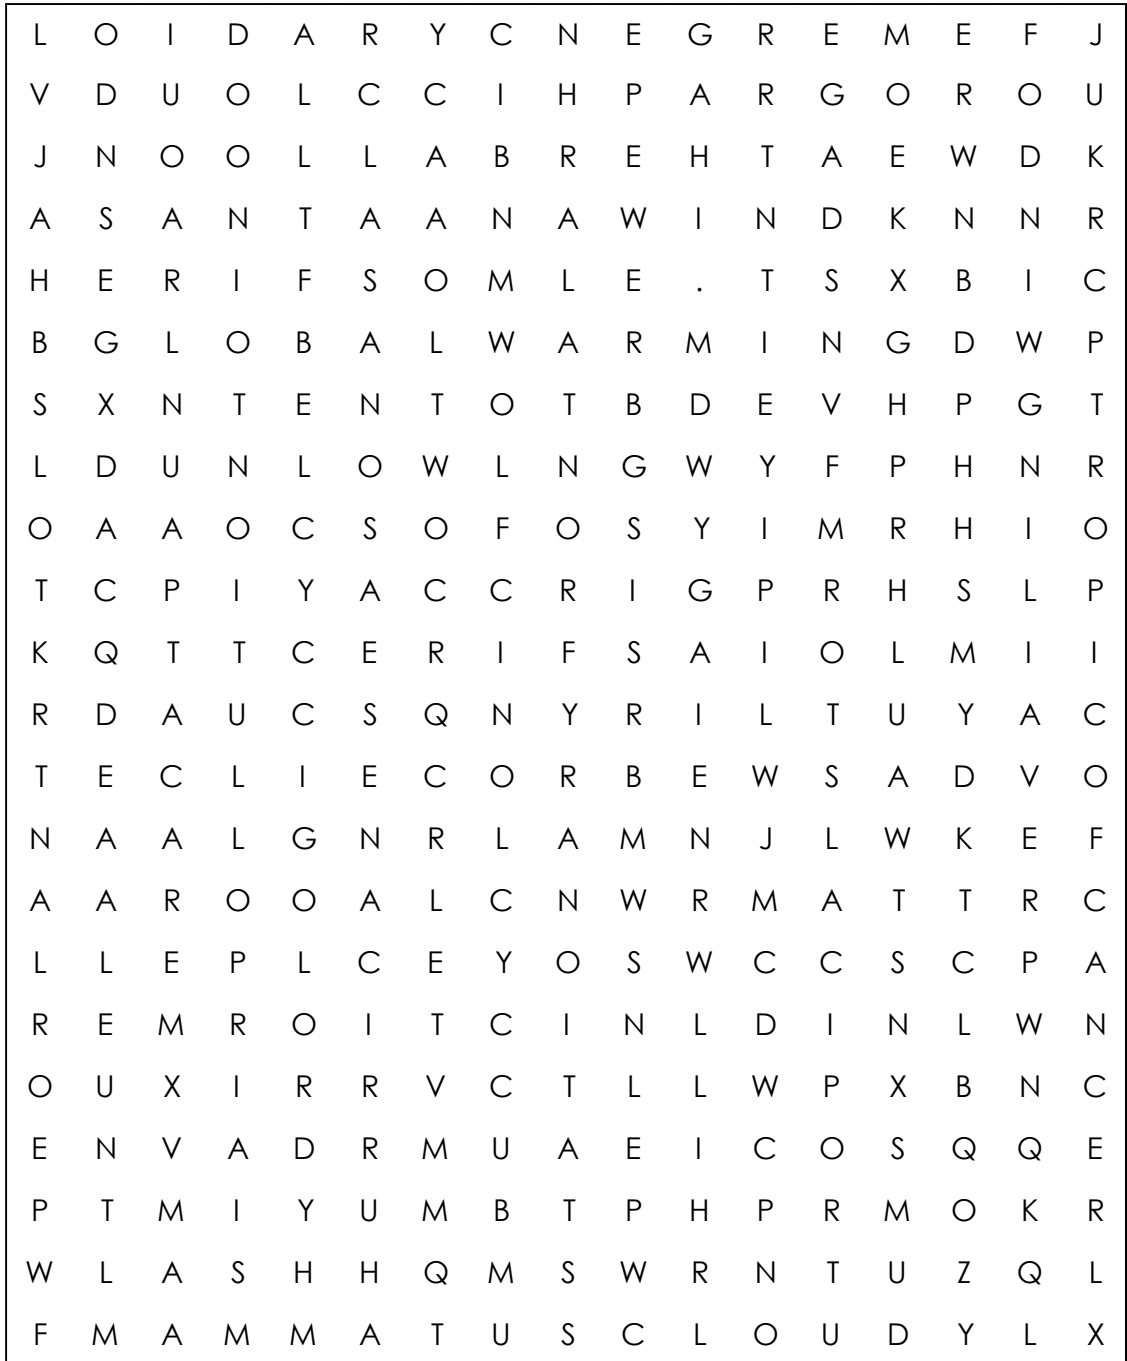 L O I D A R Y C N E G R E M E F J
V D U O L C C I H P A R G O R O U
J N O O L L A B R E H T A E W D K
A S A N T A A N A W I N D K N N R
H E R I F S O M L E . T S X B I C
B G L O B A L W A R M I N G D W P
S X N T E N T O T B D E V H P G T
L D U N L O W L N G W Y F P H N R
O A A O C S O F O S Y I M R H I O
T C P I Y A C C R I G P R H S L P
K Q T T C E R I F S A I O L M I I
R D A U C S Q N Y R I L T U Y A C
T E C L I E C O R B E W S A D V O
N A A L G N R L A M N J L W K E F
A A R O O A L C N W R M A T T R C
L L E P L C E Y O S W C C S C P A
R E M R O I T C I N L D I N L W N
O U X I R R V C T L L W P X B N C
E N V A D R M U A E I C O S Q Q E
P T M I Y U M B T P H P R M O K R
W L A S H H Q M S W R N T U Z Q L
F M A M M A T U S C L O U D Y L X